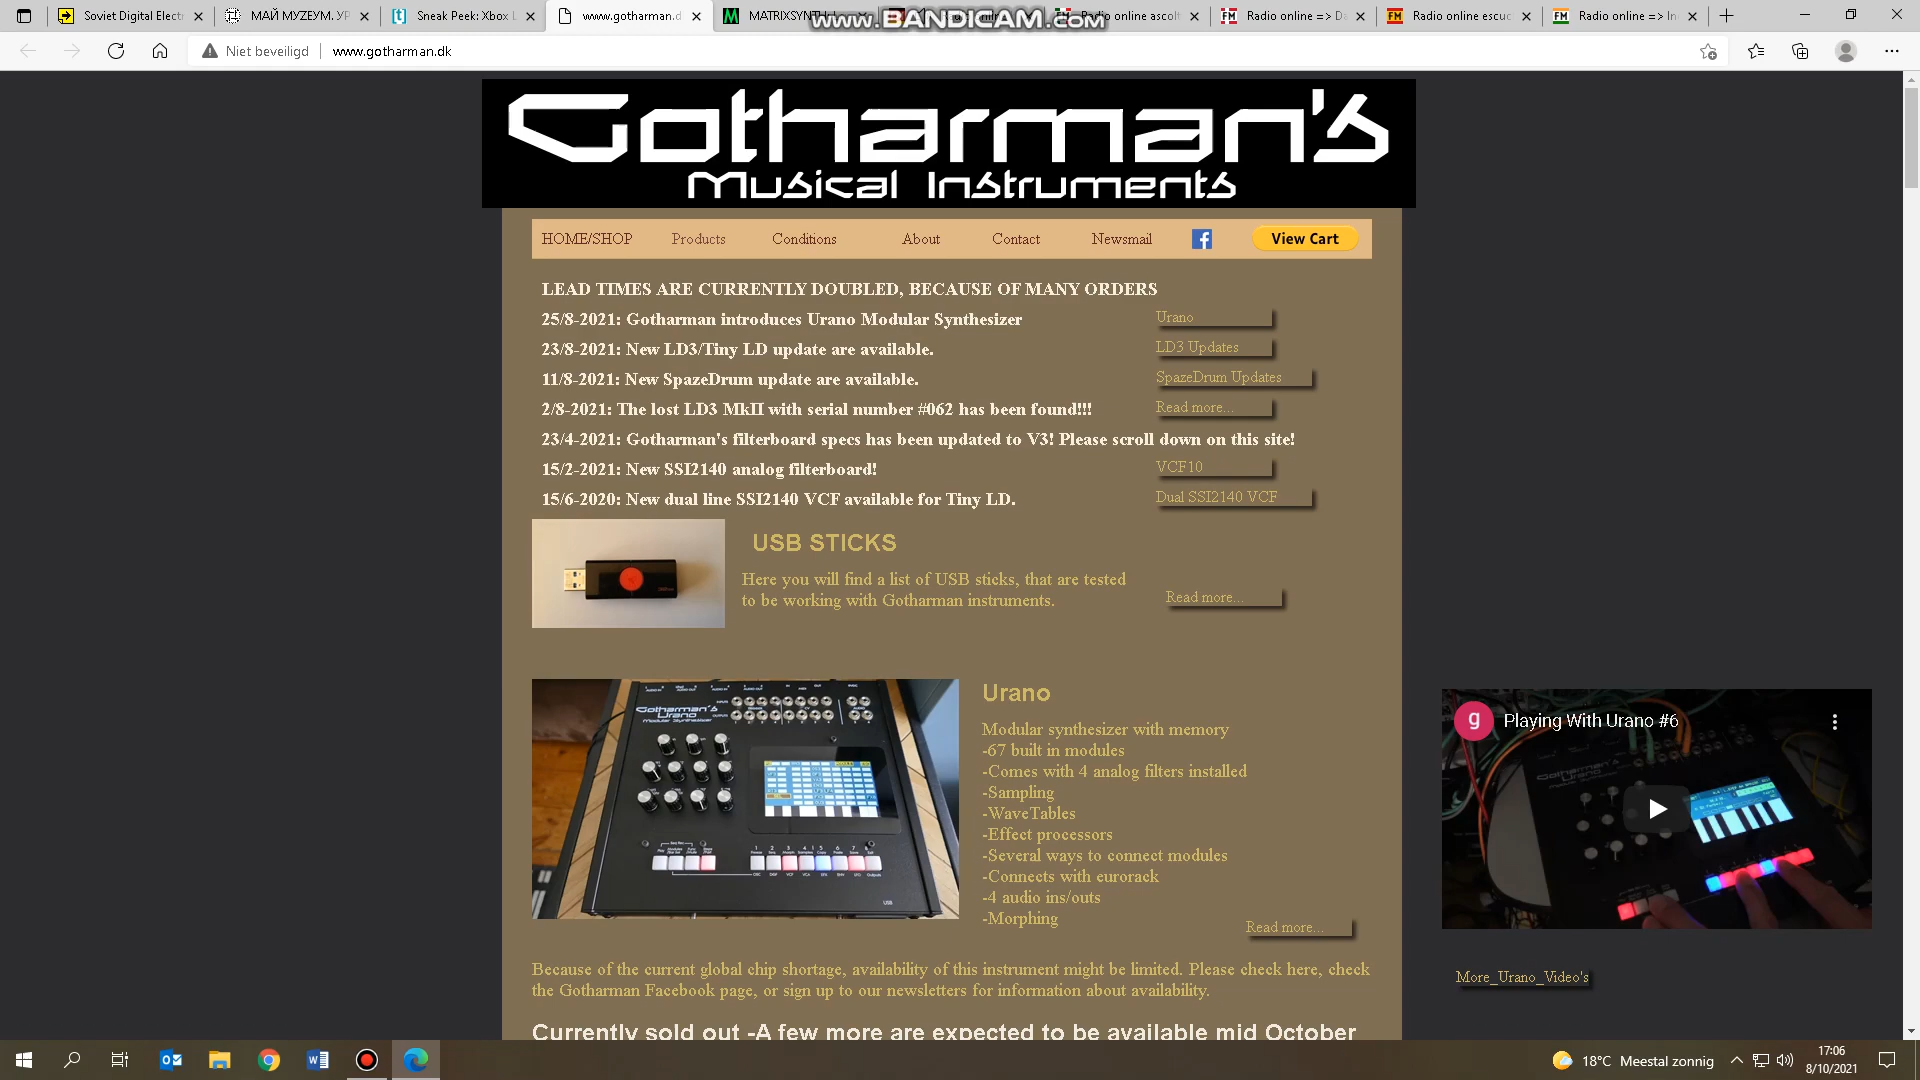 Soviet Digital Electr
МАЙ МУZЕУМ. УР
Sneak Peek: Xbox L
www.gotharman.d
MATRIXSYNTH
www.BANDICAM.com
Radio online ascolt
Radio online => Da
Radio online escuc
Radio online => In
Niet beveiligd
www.gotharman.dk
Gotharman's
Musical Instruments
HOME/SHOP Products Conditions About Contact Newsmail View Cart
LEAD TIMES ARE CURRENTLY DOUBLED, BECAUSE OF MANY ORDERS
25/8-2021: Gotharman introduces Urano Modular Synthesizer Urano
23/8-2021: New LD3/Tiny LD update are available. LD3 Updates
11/8-2021: New SpazeDrum update are available. SpazeDrum Updates
2/8-2021: The lost LD3 MkII with serial number #062 has been found!!! Read more...
23/4-2021: Gotharman's filterboard specs has been updated to V3! Please scroll down on this site!
15/2-2021: New SSI2140 analog filterboard! VCF10
15/6-2020: New dual line SSI2140 VCF available for Tiny LD. Dual SSI2140 VCF
USB STICKS
Here you will find a list of USB sticks, that are tested
to be working with Gotharman instruments.
Read more...
Gotharman's
Urano
Modular Synthesizer
Urano
Modular synthesizer with memory
-67 built in modules
-Comes with 4 analog filters installed
-Sampling
-WaveTables
-Effect processors
-Several ways to connect modules
-Connects with eurorack
-4 audio ins/outs
-Morphing
Read more...
g Playing With Urano #6
More_Urano_Video's
Because of the current global chip shortage, availability of this instrument might be limited. Please check here, check
the Gotharman Facebook page, or sign up to our newsletters for information about availability.
Currently sold out -A few more are expected to be available mid October
18°C Meestal zonnig
17:06
8/10/2021